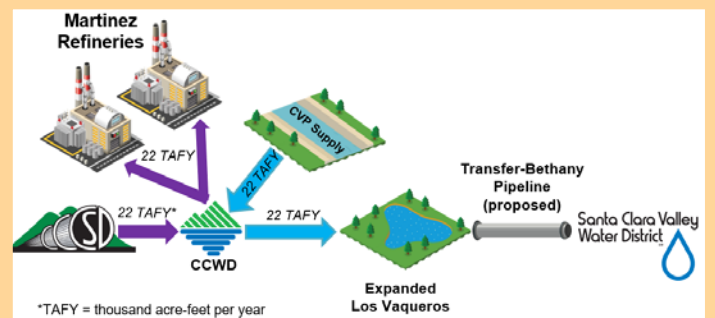 Martinez
Refineries
22 TAFY
CVP Supply
22 TAFY
Transfer-Bethany
Pipeline
(proposed)
CSD
22 TAFY*
22 TAFY
Santa Clara Valley
Water District
CCWD
Expanded
Los Vaqueros
*TAFY = thousand acre-feet per year